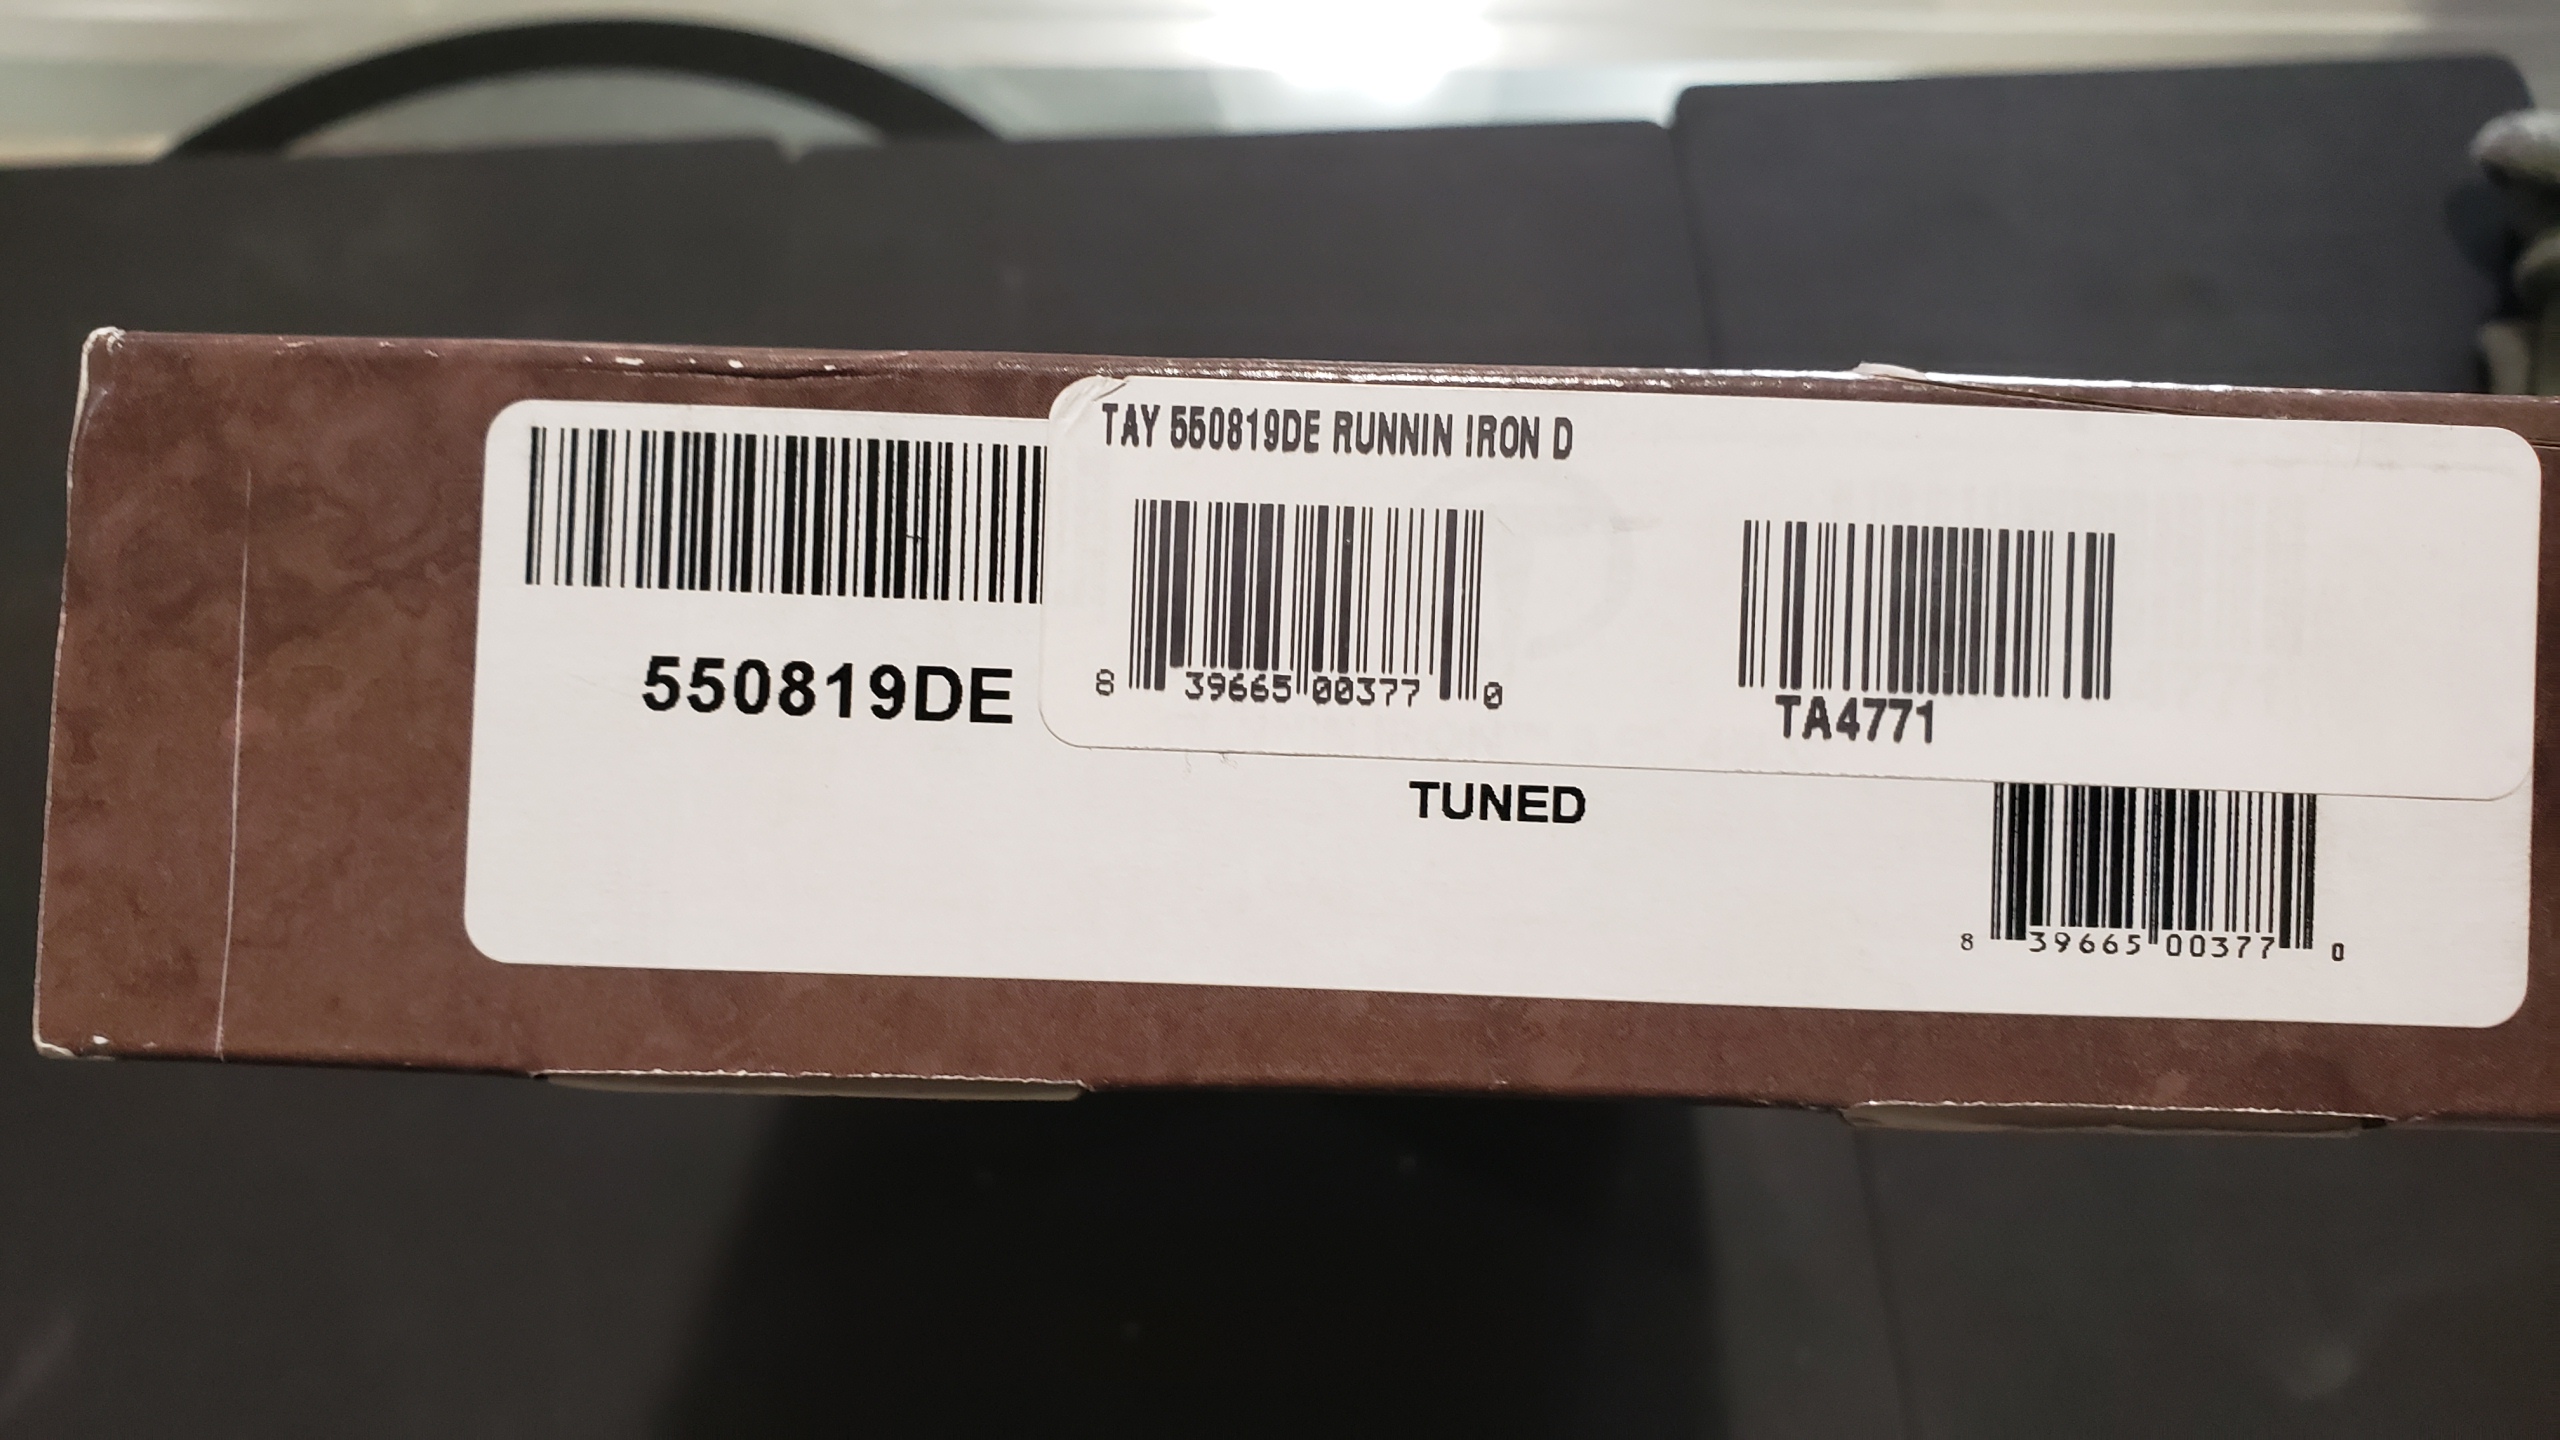 TAY 550819DE RUNNIN IRON D
8 39665 00377 0
TA4771
550819DE
TUNED
8 39665 00377 0